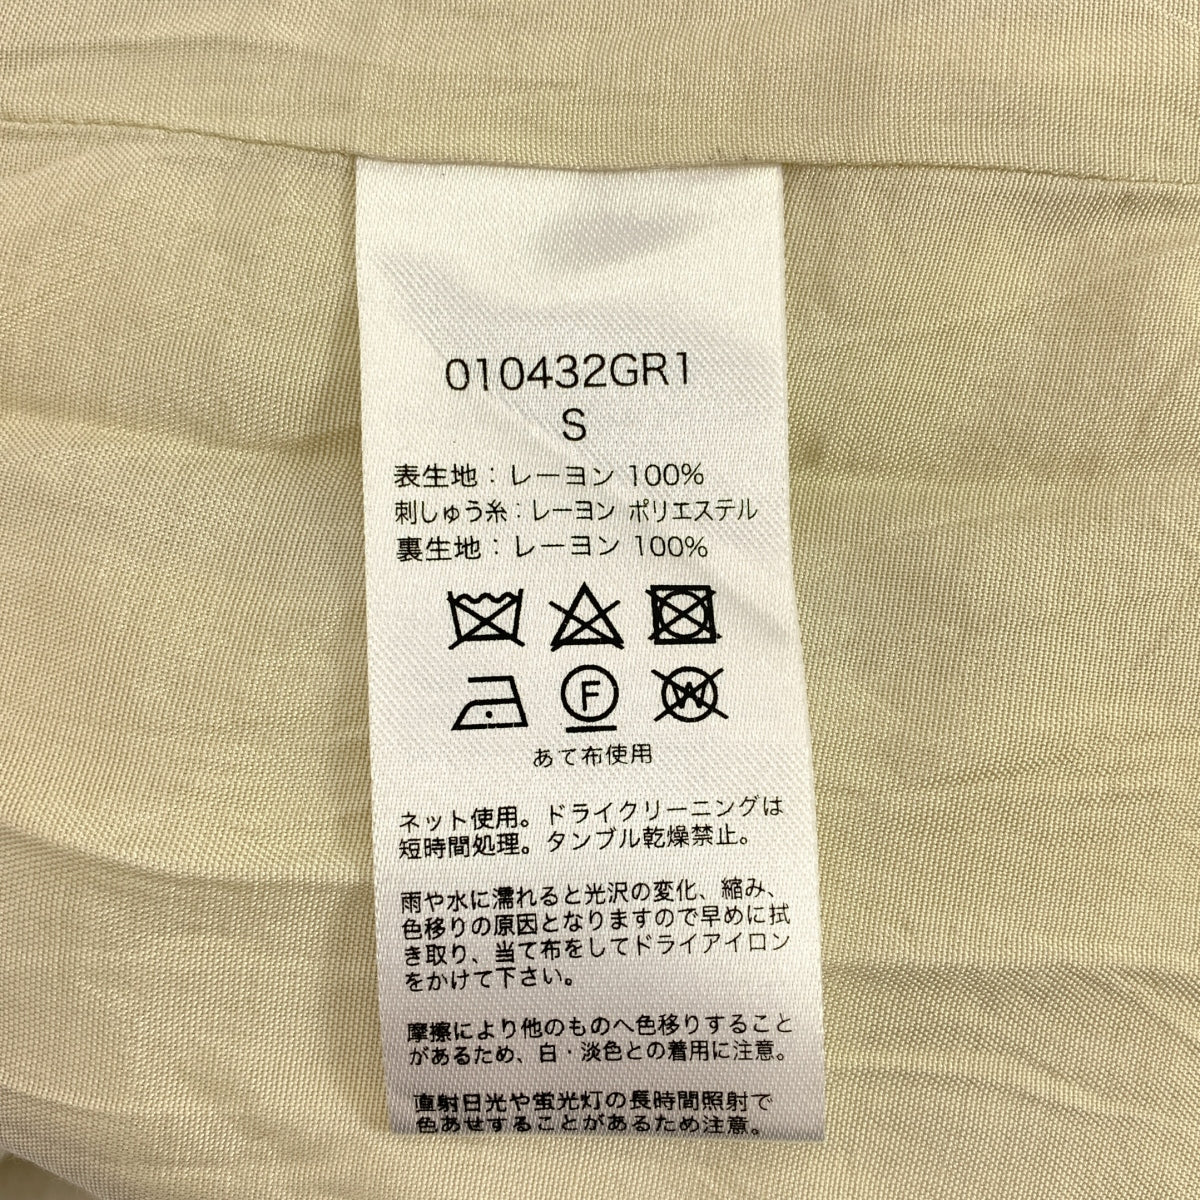 010432GR1
S
表生地：レーヨン 100%
刺しゅう糸：レーヨン ポリエステル
裏生地：レーヨン 100%
F
W
あて布使用
ネット使用。ドライクリーニングは
短時間処理。タンブル乾燥禁止。
雨や水に濡れると光沢の変化、縮み、
色移りの原因となりますので早めに拭
き取り、当て布をしてドライアイロン
をかけて下さい。
摩擦により他のものへ色移りすること
があるため、白・淡色との着用に注意。
直射日光や蛍光灯の長時間照射で
色あせすることがあるため注意。